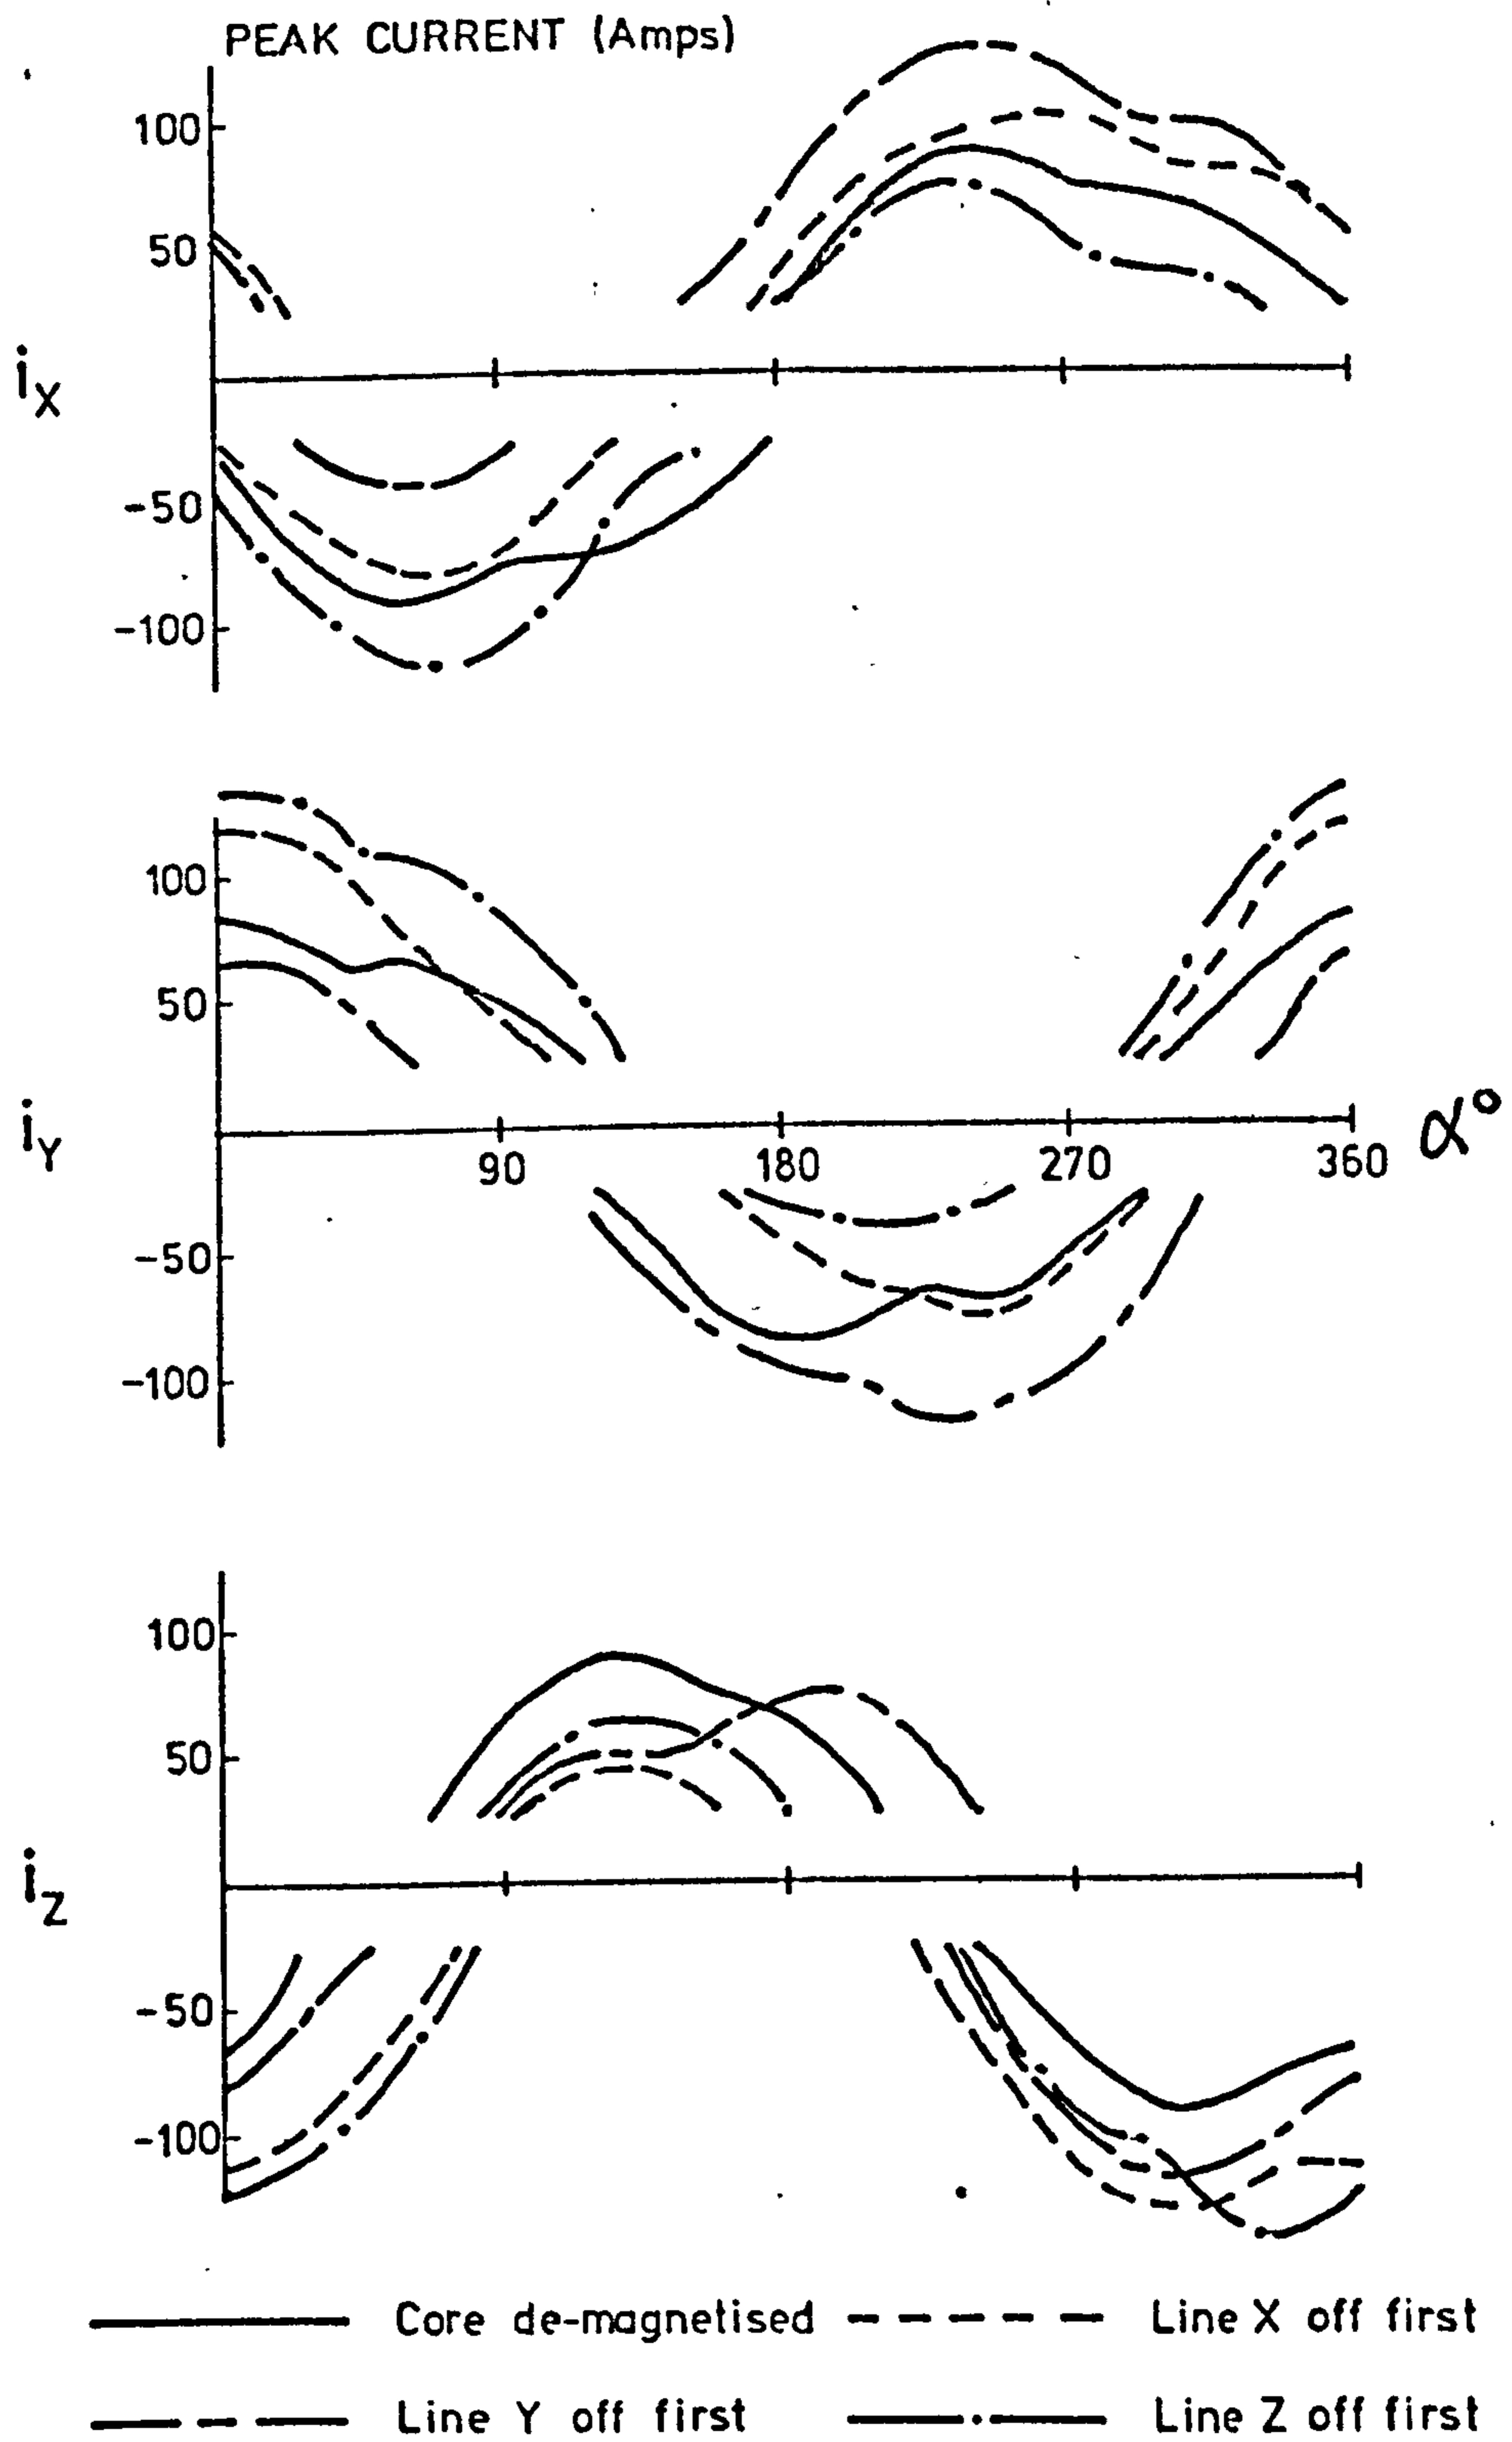 PEAK CURRENT (Amps)
100
50
iX
-50
-100
100
50
iY
90 180 270 360 α°
-50
-100
100
50
iZ
-50
-100
Core de-magnetised
Line X off first
Line Y off first
Line Z off first